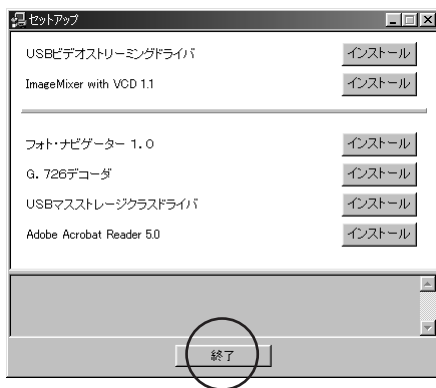 セットアップ
USBビデオストリーミングドライバ インストール
ImageMixer with VCD 1.1 インストール
フォト・ナビゲーター 1.0 インストール
G. 726デコーダ インストール
USBマスストレージクラスドライバ インストール
Adobe Acrobat Reader 5.0 インストール
終了